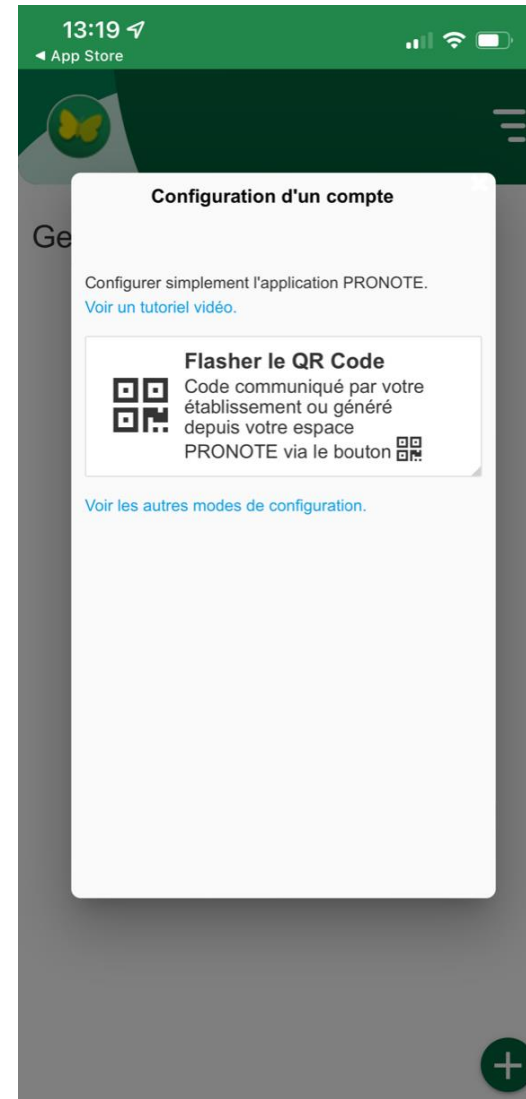 13:19
◀ App Store
Configuration d'un compte
Ge
Configurer simplement l'application PRONOTE.
Voir un tutoriel vidéo.
Flasher le QR Code
Code communiqué par votre
établissement ou généré
depuis votre espace
PRONOTE via le bouton
Voir les autres modes de configuration.